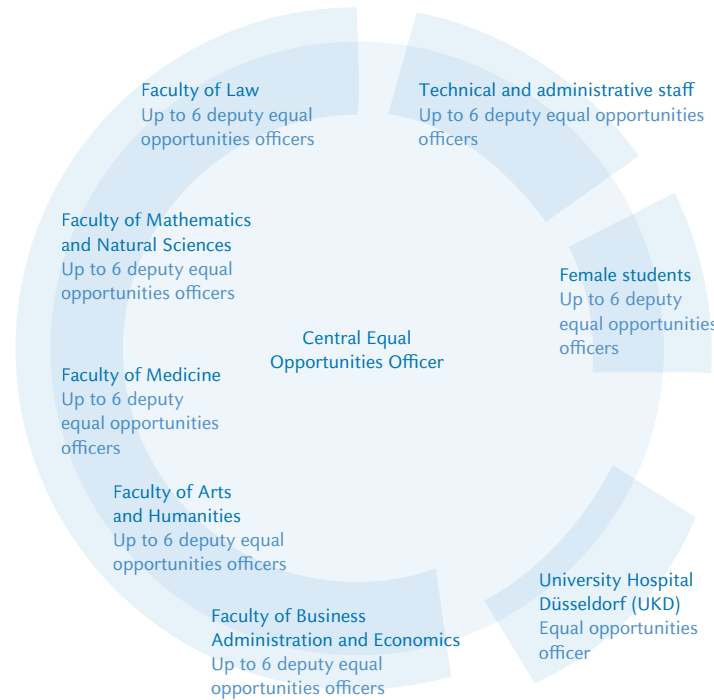 Faculty of Law
Up to 6 deputy equal
opportunities officers
Technical and administrative staff
Up to 6 deputy equal opportunities
officers
Faculty of Mathematics
and Natural Sciences
Up to 6 deputy equal
opportunities officers
Female students
Up to 6 deputy
equal opportunities
officers
Central Equal
Opportunities Officer
Faculty of Medicine
Up to 6 deputy
equal opportunities
officers
Faculty of Arts
and Humanities
Up to 6 deputy equal
opportunities officers
University Hospital
Düsseldorf (UKD)
Equal opportunities
officer
Faculty of Business
Administration and Economics
Up to 6 deputy equal
opportunities officers